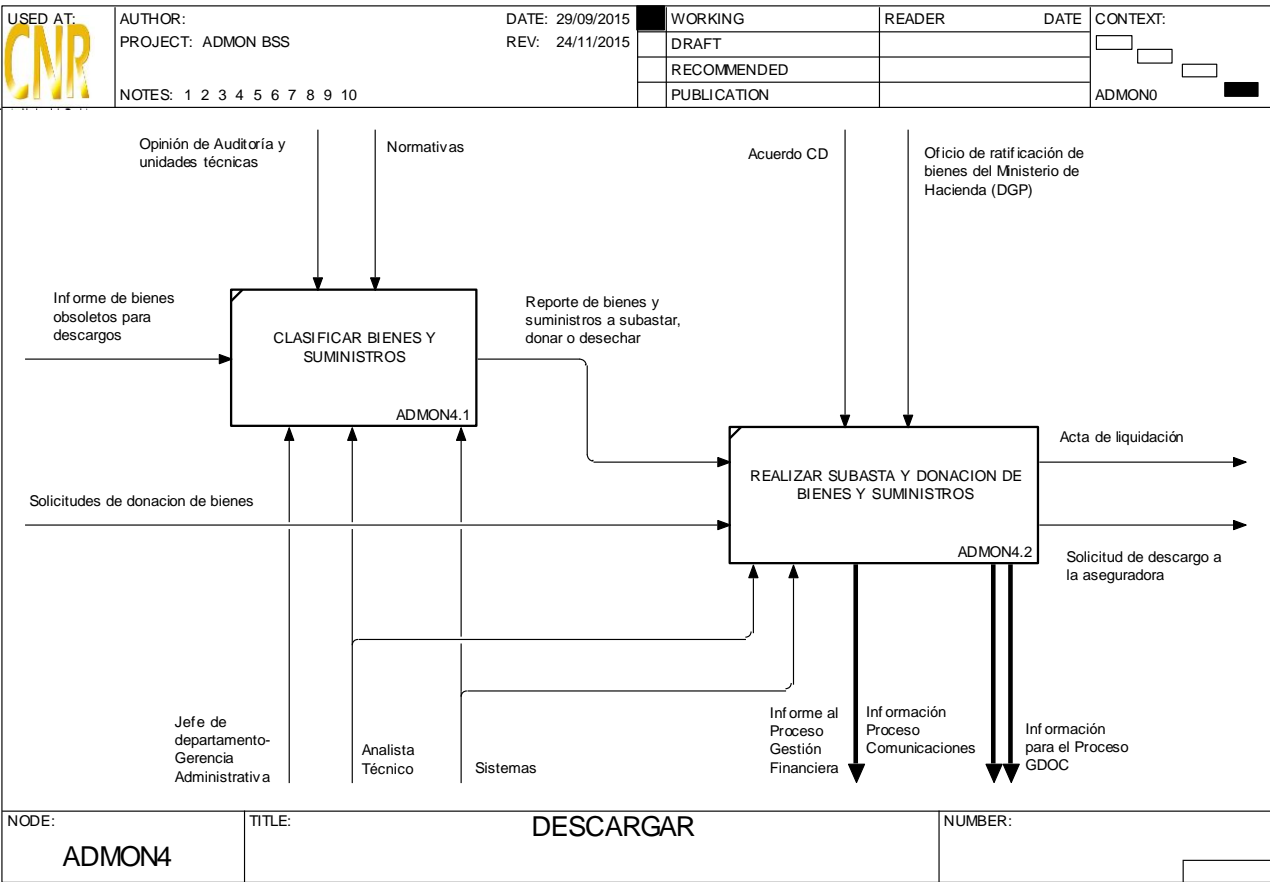 USED AT:
CNR
AUTHOR:
DATE: 29/09/2015
PROJECT: ADMON BSS
REV: 24/11/2015
NOTES: 1 2 3 4 5 6 7 8 9 10
WORKING
DRAFT
RECOMMENDED
PUBLICATION
READER
DATE
CONTEXT:
ADMON0
Opinión de Auditoría y
unidades técnicas
Normativas
Acuerdo CD
Oficio de ratificación de
bienes del Ministerio de
Hacienda (DGP)
Informe de bienes
obsoletos para
descargos
CLASIFICAR BIENES Y
SUMINISTROS
ADMON4.1
Reporte de bienes y
suministros a subastar,
donar o desechar
Solicitudes de donacion de bienes
REALIZAR SUBASTA Y DONACION DE
BIENES Y SUMINISTROS
ADMON4.2
Acta de liquidación
Solicitud de descargo a
la aseguradora
Jefe de
departamento-
Gerencia
Administrativa
Analista
Técnico
Sistemas
Informe al
Proceso
Gestión
Financiera
Información
Proceso
Comunicaciones
Información
para el Proceso
GDOC
NODE:
ADMON4
TITLE:
DESCARGAR
NUMBER: